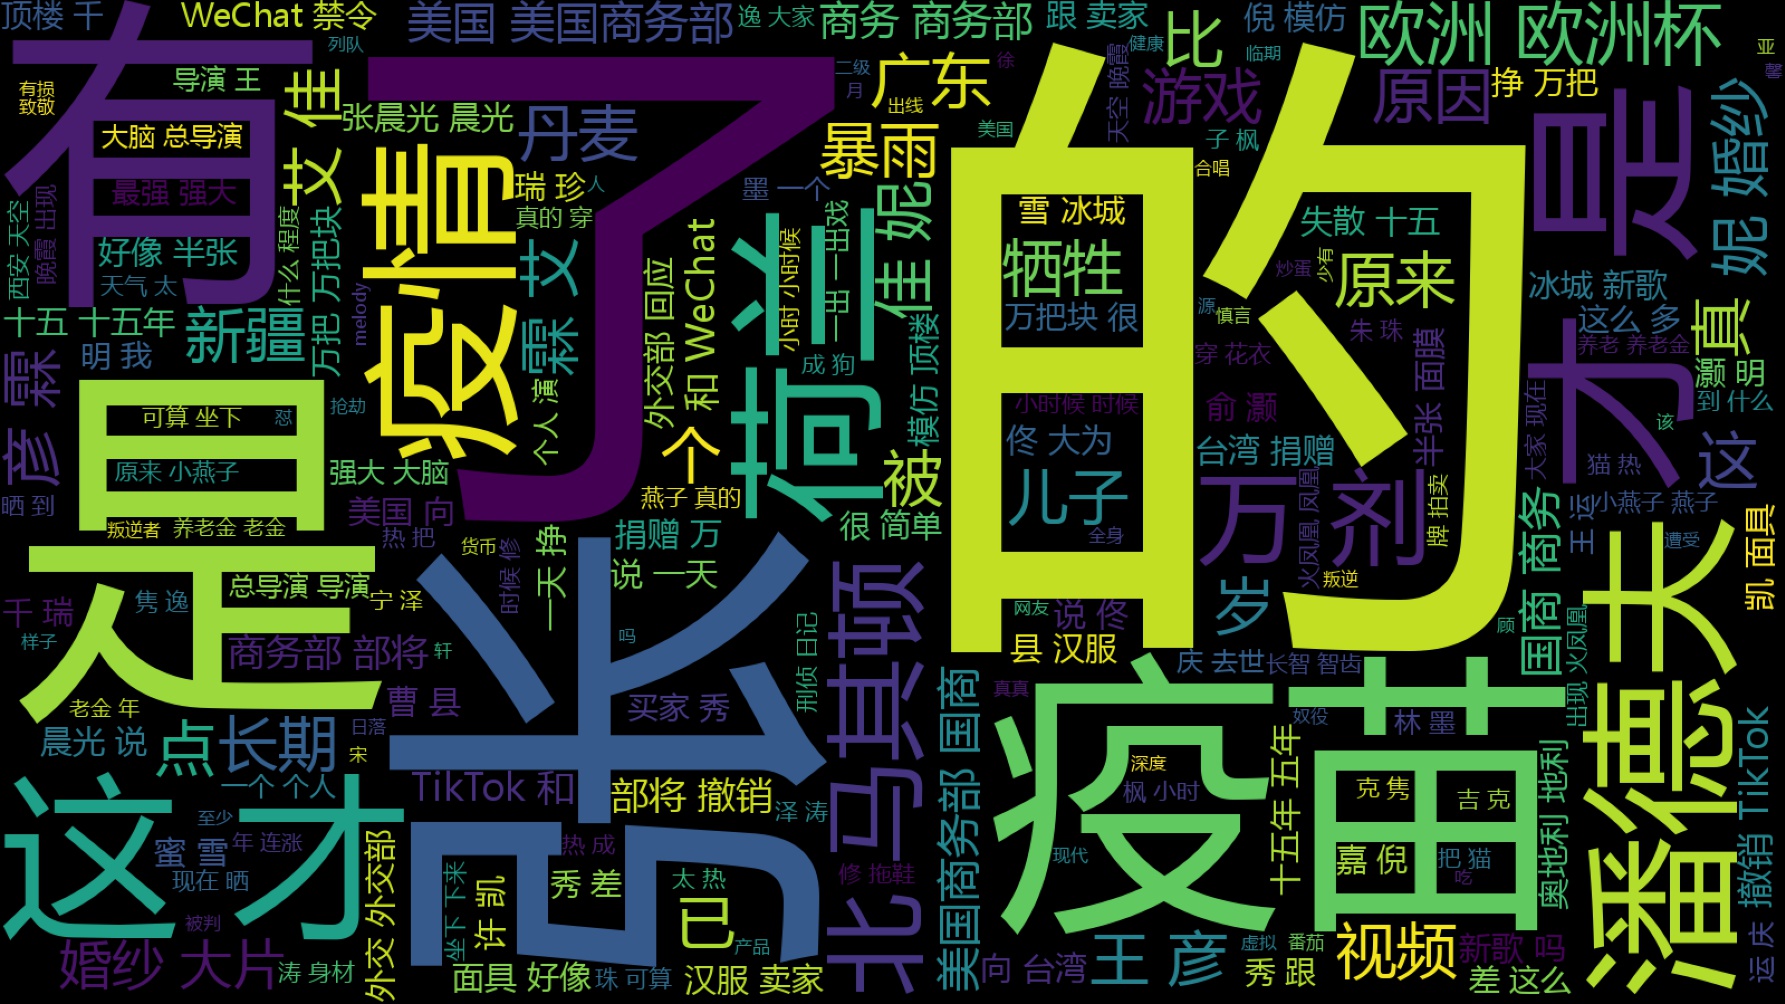 顶楼 千
WeChat 禁令
美国 美国商务部
逸 大家
商务 商务部
跟 卖家
倪 模仿
欧洲 欧洲杯
比
健康
临期
亚
馨
列队
有
有损
致敬
导演 王
艾 佳
大脑 总导演
最强 强大
好像 半张
天气 太
西安 天空
晚霞 出现
什么 程度
万把 万把块
十五 十五年
新疆
明 我
彦 霖
晒 到
张晨光 晨光
了
丹麦
疫情
瑞 珍
人
真的 穿
霖 艾
melody
二级
月
广东
出线
徐
暴雨
美国
墨 一个
天空 晚霞
游戏
原因
挣 万把
子 枫
合唱
的
是
妮 婚纱
雪 冰城
牺牲
万把块 很
小时候 时候
佟 大为
儿子
全身
失散 十五
炒蛋
少有
原来
源
慎言
朱 珠
穿 花衣
俞 灏
半张 面膜
台湾 捐赠
冰城 新歌
这么 多
养老 养老金
真
灏 明
到 什么
才
大家 现在
该
猫 热
这
王 运
小燕子 燕子
遭受
凯 面具
外交部 回应
和 WeChat
荷兰
小时 小时候
一出 一出戏
佳 妮
成 狗
模仿 顶楼
个
燕子 真的
被
很 简单
个人 演
是
可算 坐下
怼
抢劫
原来 小燕子
强大 大脑
叛逆者
养老金 老金
美国 向
热 把
货币
时候 修
一天 挣
捐赠 万
说 一天
万 剂
火凤凰 凤凰
牌 拍卖
叛逆
岁
国商 商务
火凤凰
出现
潘德夫
总导演 导演
宁 泽
千 瑞
样子
隽 逸
商务部 部将
轩
老金 年
曹 县
晨光 说
点
长期
日落
宋
一个 个人
张
吗
买家 秀
刑侦 日记
北马其顿
网友
说 佟
县 汉服
庆 去世
长智 智齿
顾
真真
疫苗
奴役
林 墨
深度
枫 小时
十五年 五年
克 隽
吉 克
奥地利 地利
现代
嘉 倪
把 猫
吃
美国商务部 国商
撤销 TikTok
这才
至少
蜜 雪
年 连涨
现在 晒
被判
外交 外交部
TikTok 和
部将 撤销
泽 涛
热 成
坐下 下来
许 凯
秀 差
太 热
已
产品
修 拖鞋
婚纱 大片
涛 身材
面具 好像
珠 可算
汉服 卖家
向 台湾
王 彦
虚拟
番茄
秀 跟
视频
新歌 吗
差 这么
运 庆